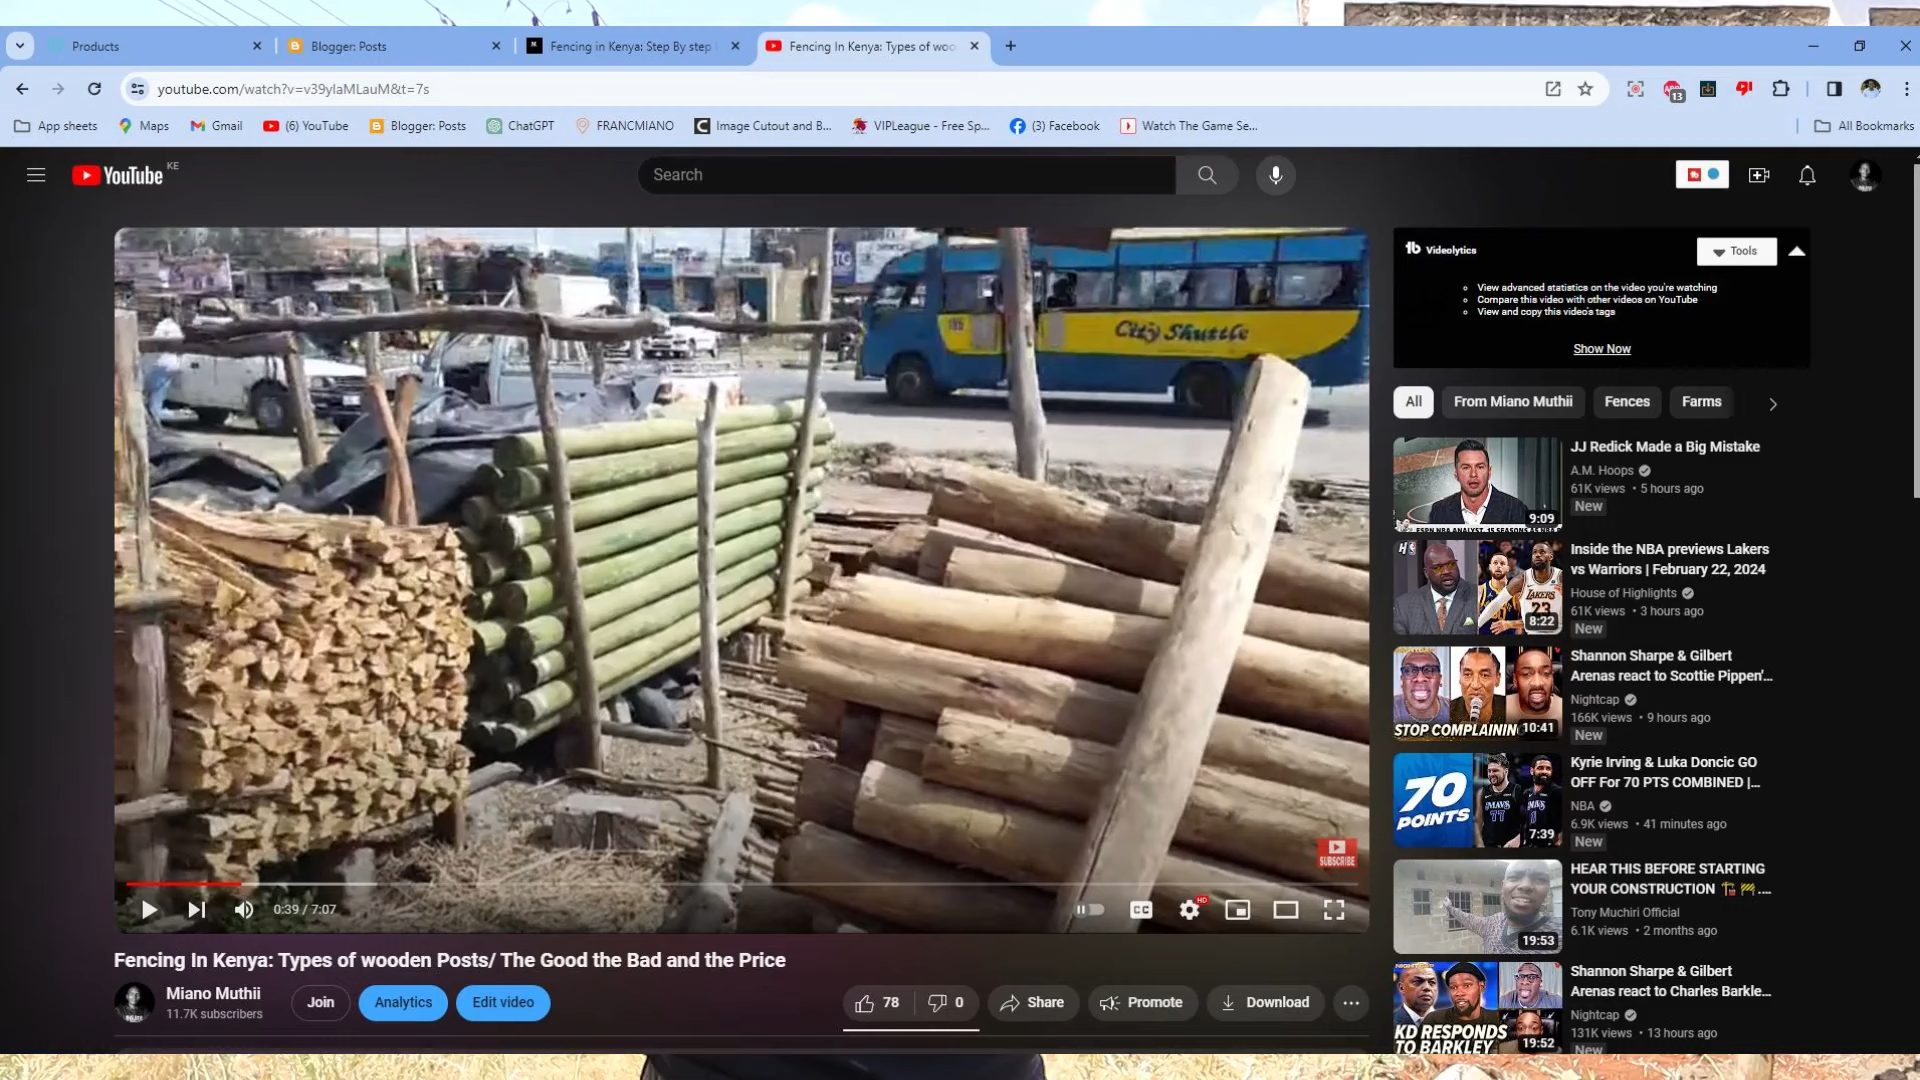 Products
Blogger: Posts
Fencing in Kenya: Step By step
Fencing In Kenya: Types of woo
youtube.com/watch?v=v39ylaMLauM&t=7s
13
App sheets
Maps
Gmail
(6) YouTube
Blogger: Posts
ChatGPT
FRANCMIANO
Image Cutout and B...
VIPLeague - Free Sp...
(3) Facebook
Watch The Game Se...
All Bookmarks
YouTube KE
Search
City Shuttle
185
SUBSCRIBE
0:39 / 7:07
CC
HD
Fencing In Kenya: Types of wooden Posts/ The Good the Bad and the Price
Miano Muthii
11.7K subscribers
Join
Analytics
Edit video
78
0
Share
Promote
Download
Videolytics
Tools
View advanced statistics on the video you're watching
Compare this video with other videos on YouTube
View and copy this video's tags
Show Now
All
From Miano Muthii
Fences
Farms
9:09
JJ Redick Made a Big Mistake
A.M. Hoops
61K views • 5 hours ago
New
LAKERS
23
8:22
Inside the NBA previews Lakers
vs Warriors | February 22, 2024
House of Highlights
61K views • 3 hours ago
New
STOP COMPLAININ
10:41
Shannon Sharpe & Gilbert
Arenas react to Scottie Pippen'...
Nightcap
166K views • 9 hours ago
New
70
POINTS
MAVS
77
7:39
Kyrie Irving & Luka Doncic GO
OFF For 70 PTS COMBINED |...
NBA
6.9K views • 41 minutes ago
New
19:53
HEAR THIS BEFORE STARTING
YOUR CONSTRUCTION 🏗️🚧....
Tony Muchiri Official
6.1K views • 2 months ago
KD RESPONDS
TO BARKLEY
19:52
Shannon Sharpe & Gilbert
Arenas react to Charles Barkle...
Nightcap
131K views • 13 hours ago
New